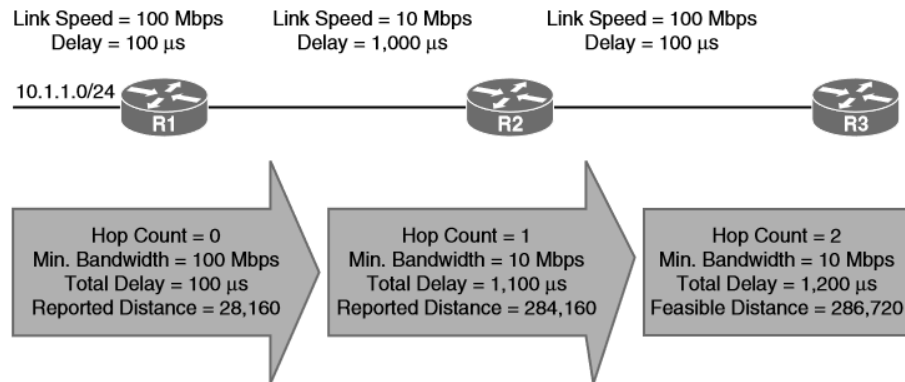 Link Speed = 100 Mbps
Delay = 100 μs
Link Speed = 10 Mbps
Delay = 1,000 μs
Link Speed = 100 Mbps
Delay = 100 μs
10.1.1.0/24
R1
R2
R3
Hop Count = 0
Min. Bandwidth = 100 Mbps
Total Delay = 100 μs
Reported Distance = 28,160
Hop Count = 1
Min. Bandwidth = 10 Mbps
Total Delay = 1,100 μs
Reported Distance = 284,160
Hop Count = 2
Min. Bandwidth = 10 Mbps
Total Delay = 1,200 μs
Feasible Distance = 286,720